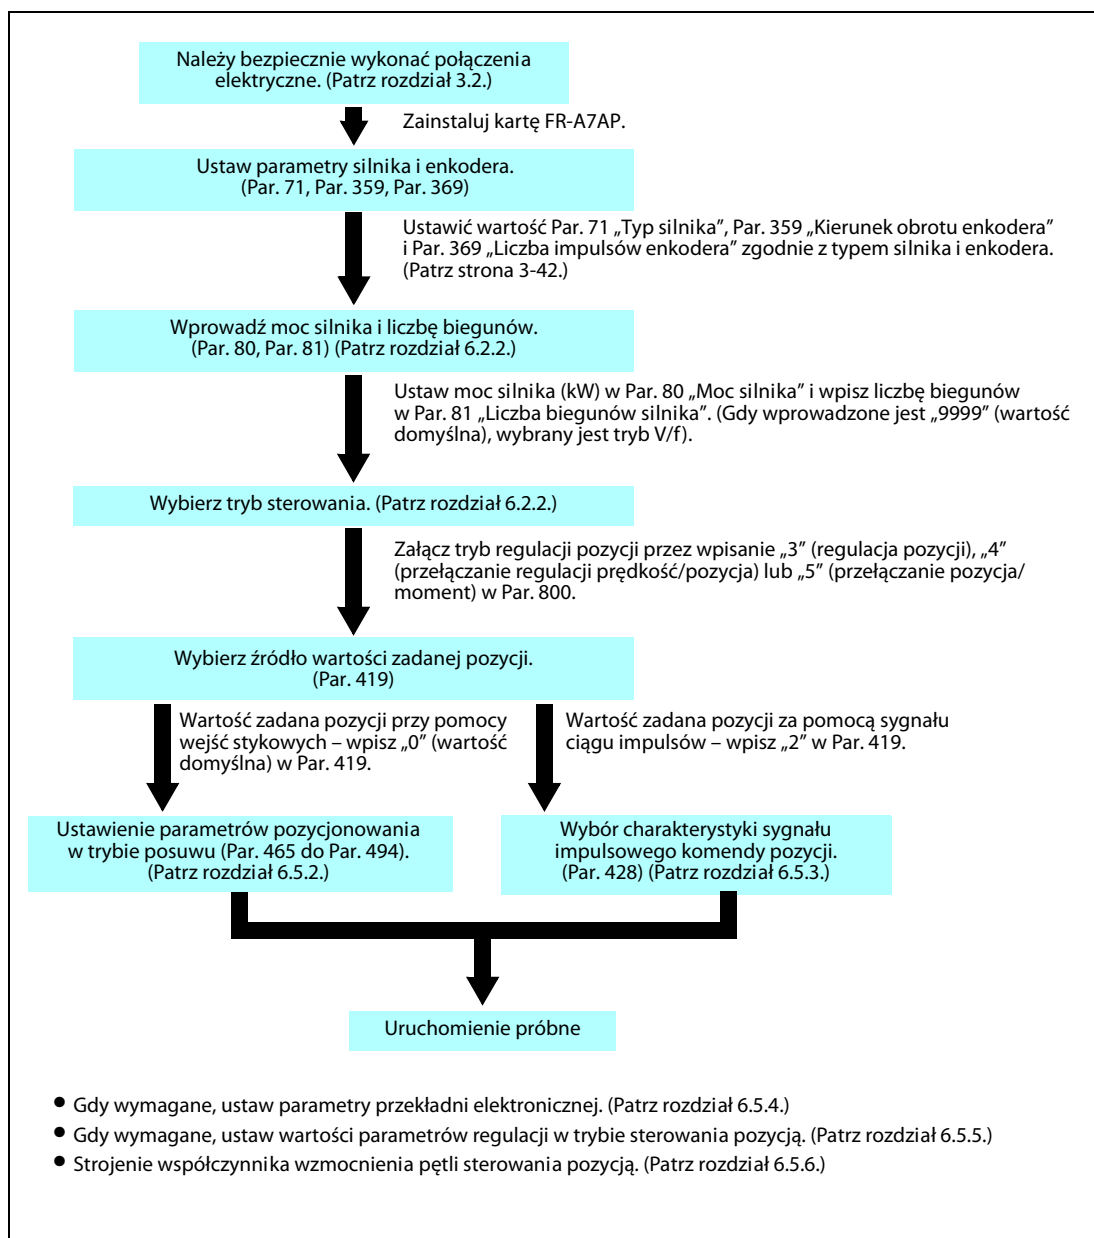 Należy bezpiecznie wykonać połączenia
elektryczne. (Patrz rozdział 3.2.)
Zainstaluj kartę FR-A7AP.
Ustaw parametry silnika i enkodera.
(Par. 71, Par. 359, Par. 369)
Ustawić wartość Par. 71 „Typ silnika”, Par. 359 „Kierunek obrotu enkodera”
i Par. 369 „Liczba impulsów enkodera” zgodnie z typem silnika i enkodera.
(Patrz strona 3-42.)
Wprowadź moc silnika i liczbę biegunów.
(Par. 80, Par. 81) (Patrz rozdział 6.2.2.)
Ustaw moc silnika (kW) w Par. 80 „Moc silnika” i wpisz liczbę biegunów
w Par. 81 „Liczba biegunów silnika”. (Gdy wprowadzone jest „9999” (wartość
domyślna), wybrany jest tryb V/f).
Wybierz tryb sterowania. (Patrz rozdział 6.2.2.)
Załącz tryb regulacji pozycji przez wpisanie „3” (regulacja pozycji), „4”
(przełączanie regulacji prędkość/pozycja) lub „5” (przełączanie pozycja/
moment) w Par. 800.
Wybierz źródło wartości zadanej pozycji.
(Par. 419)
Wartość zadana pozycji przy pomocy
wejść stykowych – wpisz „0” (wartość
domyślna) w Par. 419.
Wartość zadana pozycji za pomocą sygnału
ciągu impulsów – wpisz „2” w Par. 419.
Ustawienie parametrów pozycjonowania
w trybie posuwu (Par. 465 do Par. 494).
(Patrz rozdział 6.5.2.)
Wybór charakterystyki sygnału
impulsowego komendy pozycji.
(Par. 428) (Patrz rozdział 6.5.3.)
Uruchomienie próbne
● Gdy wymagane, ustaw parametry przekładni elektronicznej. (Patrz rozdział 6.5.4.)
● Gdy wymagane, ustaw wartości parametrów regulacji w trybie sterowania pozycją. (Patrz rozdział 6.5.5.)
● Strojenie współczynnika wzmocnienia pętli sterowania pozycją. (Patrz rozdział 6.5.6.)